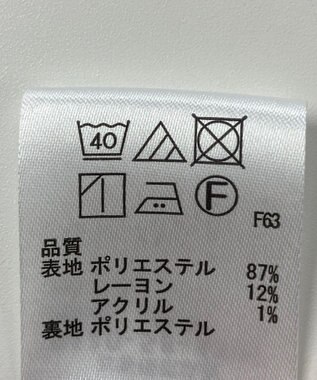 40
F
F63
品質
表地 ポリエステル 87%
レーヨン 12%
アクリル 1%
裏地 ポリエステル